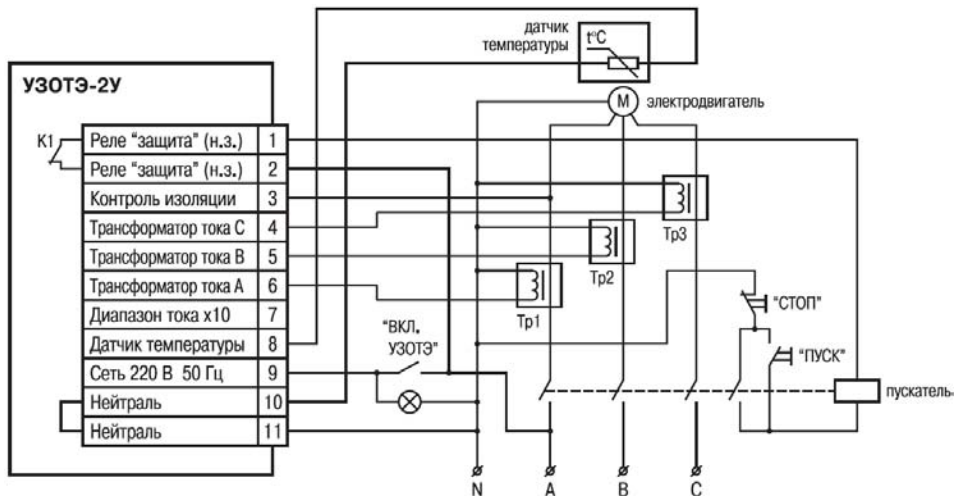 датчик
температуры
t°C
УЗОТЭ-2У
М
электродвигатель
К1
Реле “защита” (н.з.) 1
Реле “защита” (н.з.) 2
Контроль изоляции 3
Трансформатор тока С 4
Трансформатор тока В 5
Трансформатор тока А 6
Диапазон тока х10 7
Датчик температуры 8
Сеть 220 В 50 Гц 9
Нейтраль 10
Нейтраль 11
Тр3
Тр2
Тр1
“ВКЛ.
УЗОТЭ”
“СТОП”
“ПУСК”
пускатель
N A B C